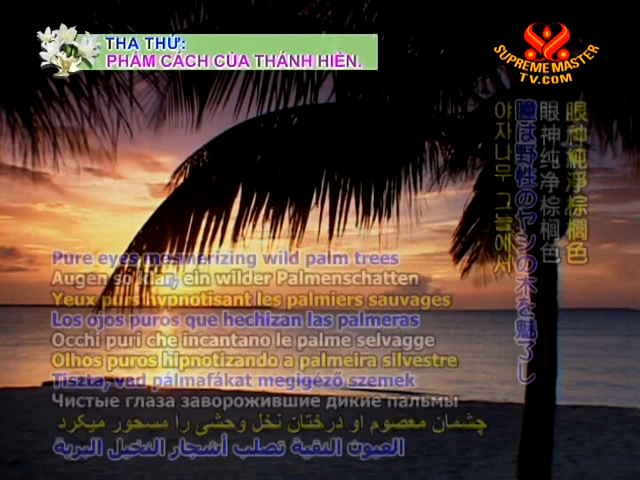 THA THỨ:
PHẨM CÁCH CỦA THÁNH HIỀN.
SUPREME MASTER
TV.COM
Pure eyes mesmerizing wild palm trees
Augen so klar, ein wilder Palmenschatten
Yeux purs hypnotisant les palmiers sauvages
Los ojos puros que hechizan las palmeras
Occhi puri che incantano le palme selvagge
Olhos puros hipnotizando a palmeira silvestre
Tiszta, vad pálmafákat megigéző szemek
Чистые глаза заворожившие дикие пальмы
چشمان معصوم او درختان نخل وحشی را مسحور میکرد
العيون النقية تصلب أشجار النخيل البرية
眼神純淨棕櫚色
眼神纯净棕榈色
瞳は野性のヤシの木を魅了し
야자나무 그늘에서